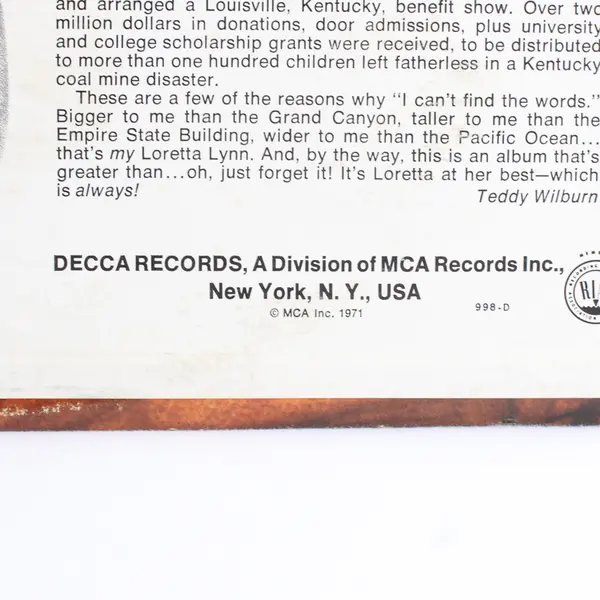 and arranged a Louisville, Kentucky, benefit show. Over two
million dollars in donations, door admissions, plus university
and college scholarship grants were received, to be distributed
to more than one hundred children left fatherless in a Kentucky
coal mine disaster.
These are a few of the reasons why "I can't find the words."
Bigger to me than the Grand Canyon, taller to me than the
Empire State Building, wider to me than the Pacific Ocean...
that's my Loretta Lynn. And, by the way, this is an album that's
greater than...oh, just forget it! It's Loretta at her best—which
is always!
Teddy Wilburn
DECCA RECORDS, A Division of MCA Records Inc.,
New York, N. Y., USA
© MCA Inc. 1971
998-D